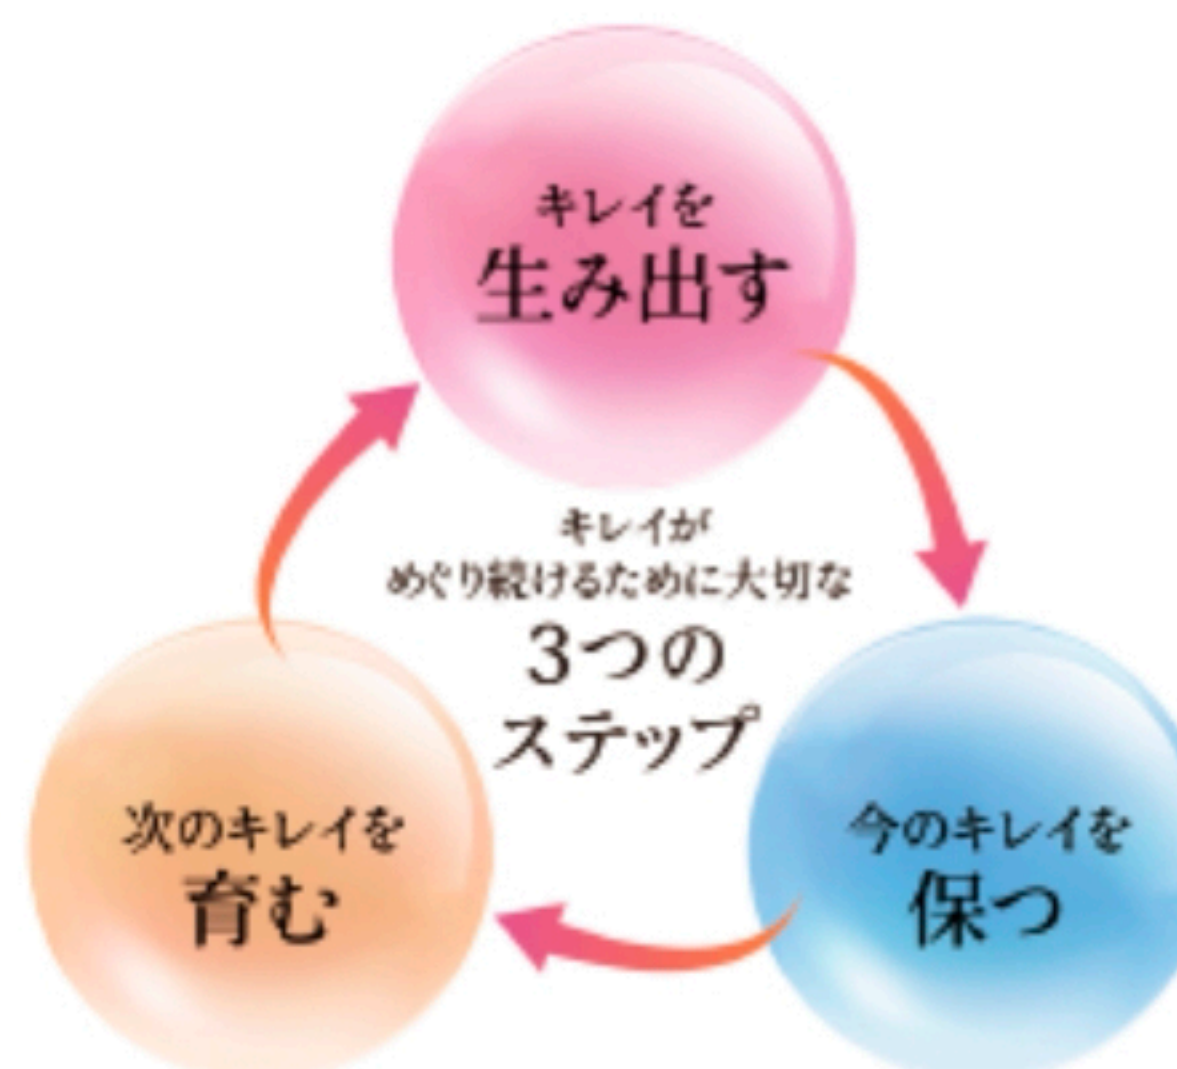 キレイを
生み出す
キレイが
めぐり続けるために大切な
3つの
ステップ
次のキレイを
育む
今のキレイを
保つ